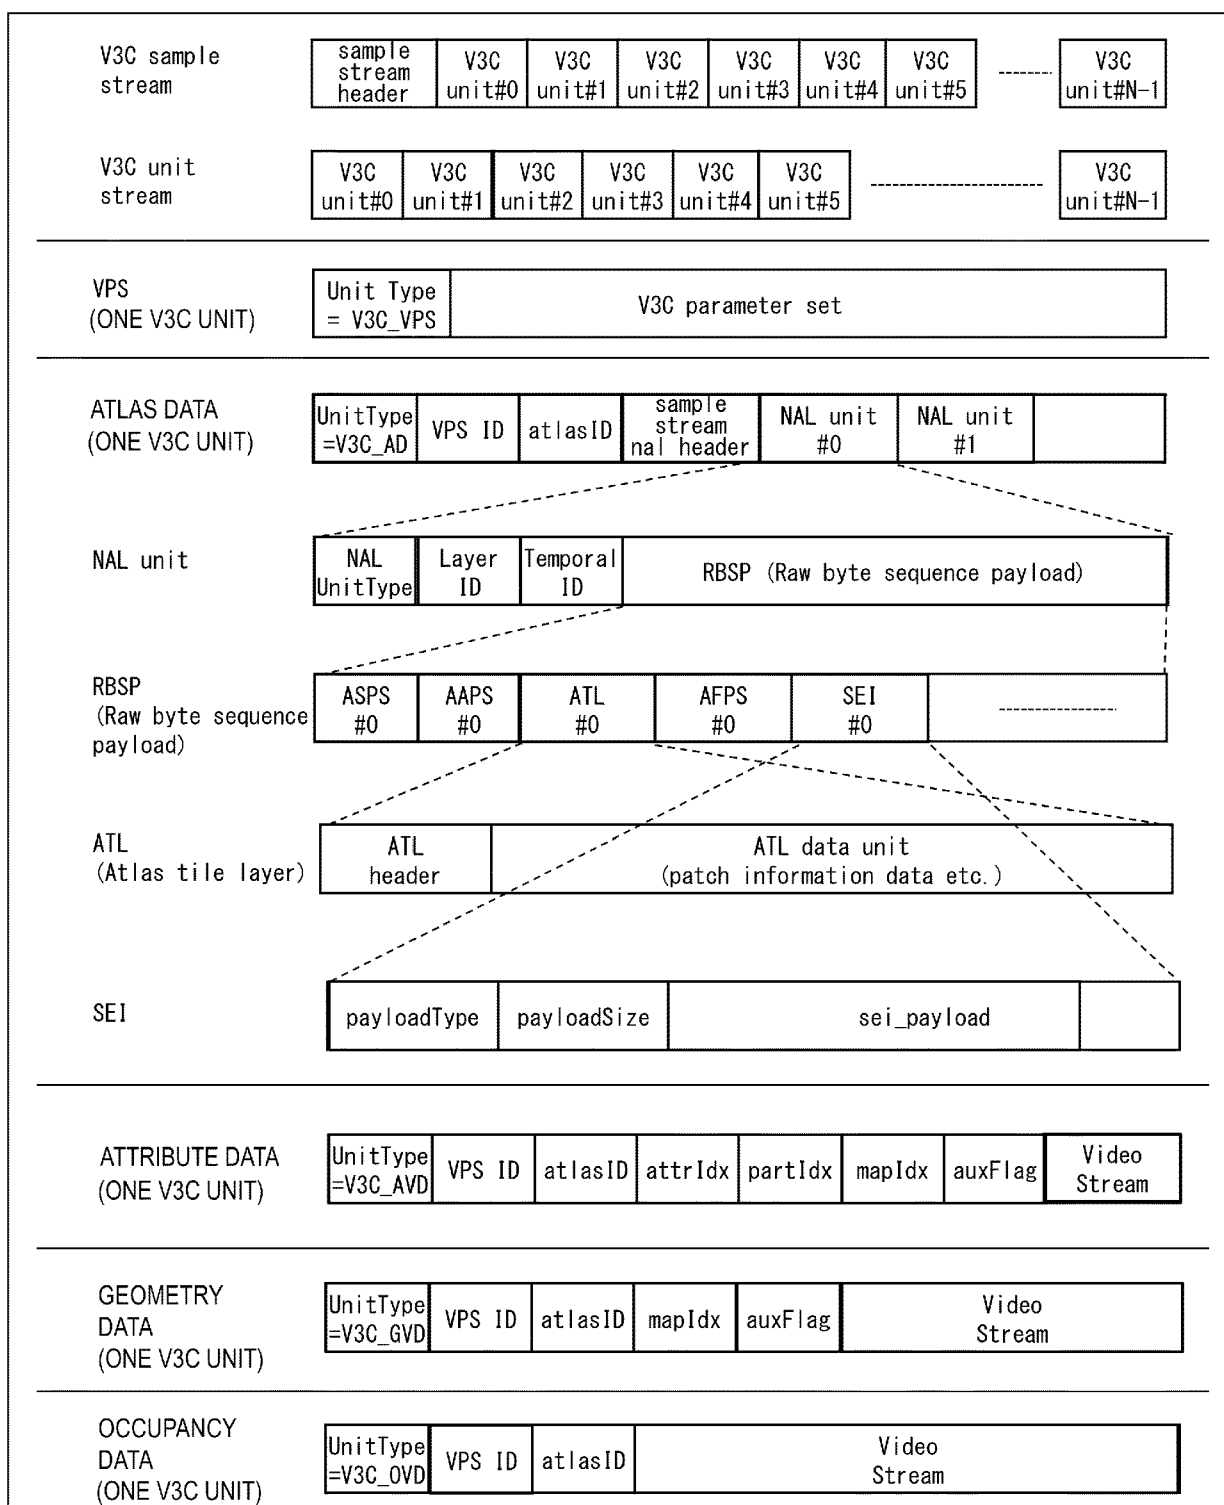 V3C sample
stream
sample
stream
header
V3C
unit#0
V3C
unit#1
V3C
unit#2
V3C
unit#3
V3C
unit#4
V3C
unit#5
V3C
unit#N-1
V3C unit
stream
V3C
unit#0
V3C
unit#1
V3C
unit#2
V3C
unit#3
V3C
unit#4
V3C
unit#5
V3C
unit#N-1
VPS
(ONE V3C UNIT)
Unit Type
= V3C_VPS
V3C parameter set
ATLAS DATA
(ONE V3C UNIT)
UnitType
=V3C_AD
VPS ID
atlasID
sample
stream
nal header
NAL unit
#0
NAL unit
#1
NAL unit
NAL
UnitType
Layer
ID
Temporal
ID
RBSP (Raw byte sequence payload)
RBSP
(Raw byte sequence
payload)
ASPS
#0
AAPS
#0
ATL
#0
AFPS
#0
SEI
#0
ATL
(Atlas tile layer)
ATL
header
ATL data unit
(patch information data etc.)
SEI
payloadType
payloadSize
sei_payload
ATTRIBUTE DATA
(ONE V3C UNIT)
UnitType
=V3C_AVD
VPS ID
atlasID
attrIdx
partIdx
mapIdx
auxFlag
Video
Stream
GEOMETRY
DATA
(ONE V3C UNIT)
UnitType
=V3C_GVD
VPS ID
atlasID
mapIdx
auxFlag
Video
Stream
OCCUPANCY
DATA
(ONE V3C UNIT)
UnitType
=V3C_OVD
VPS ID
atlasID
Video
Stream